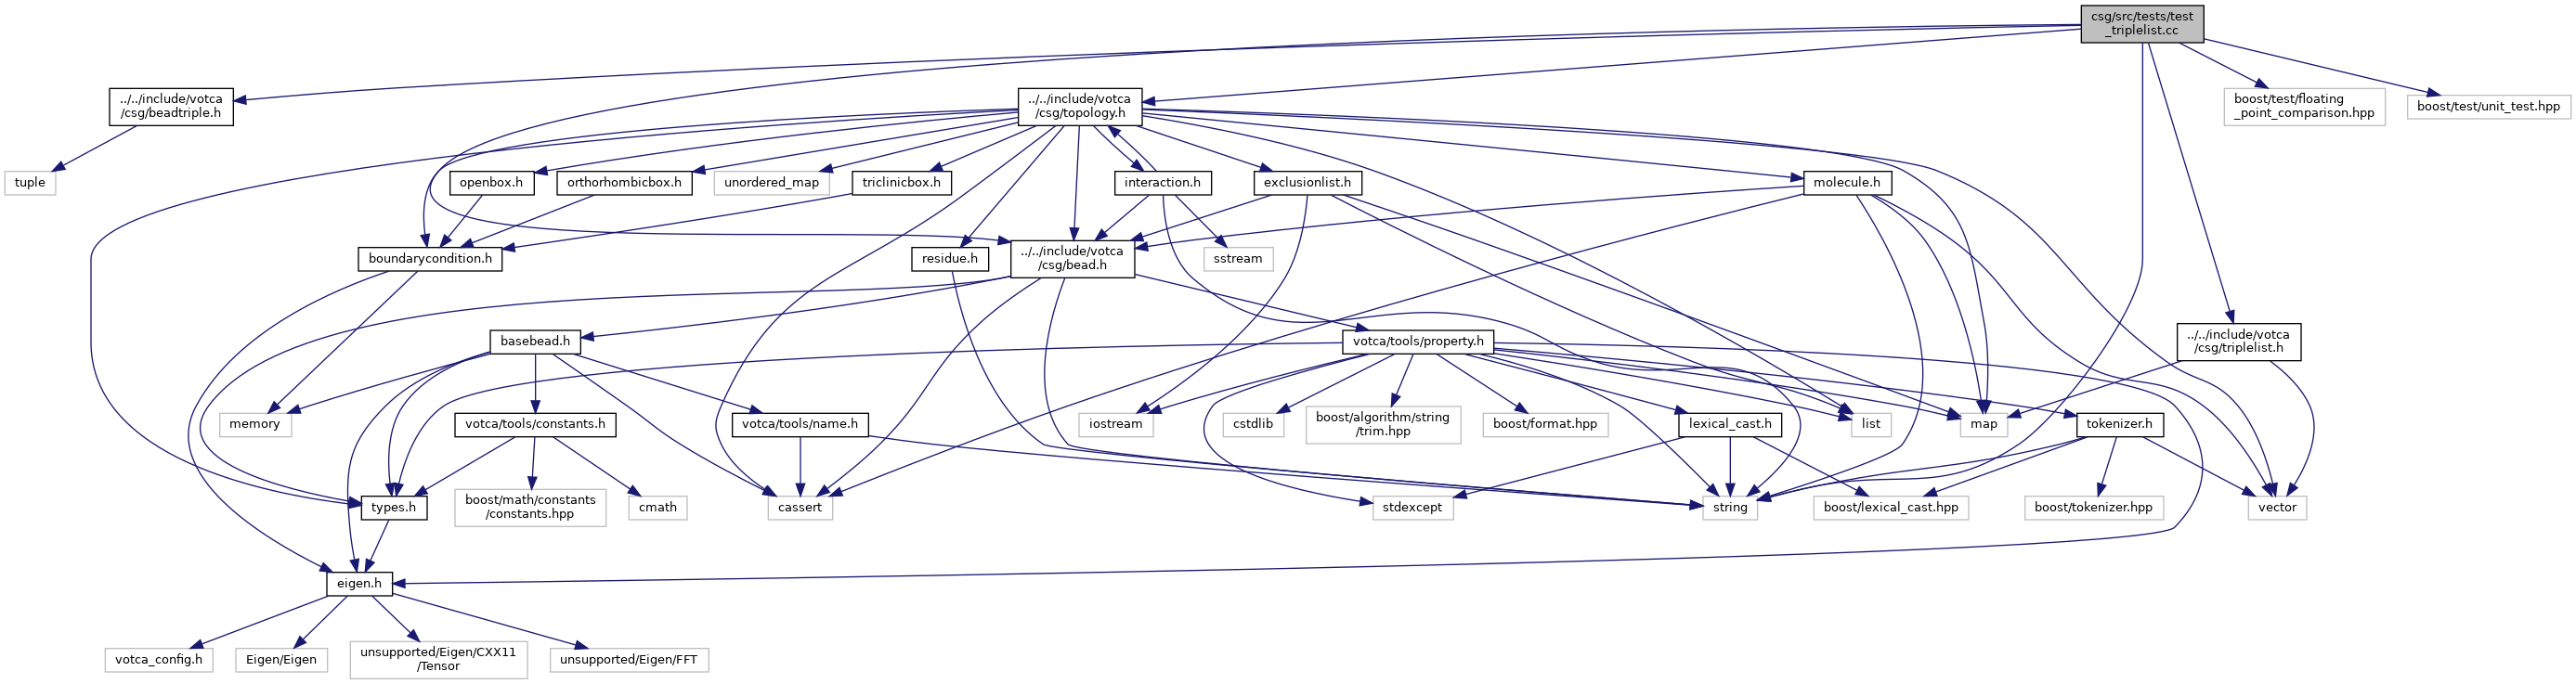 csg/src/tests/test
_triplelist.cc
../../include/votca
/csg/beadtriple.h
../../include/votca
/csg/topology.h
boost/test/floating
_point_comparison.hpp
boost/test/unit_test.hpp
tuple
openbox.h
orthorhombicbox.h
unordered_map
triclinicbox.h
interaction.h
exclusionlist.h
molecule.h
boundarycondition.h
residue.h
../../include/votca
/csg/bead.h
sstream
basebead.h
votca/tools/property.h
../../include/votca
/csg/triplelist.h
memory
votca/tools/constants.h
votca/tools/name.h
iostream
cstdlib
boost/algorithm/string
/trim.hpp
boost/format.hpp
lexical_cast.h
list
map
tokenizer.h
types.h
boost/math/constants
/constants.hpp
cmath
cassert
stdexcept
string
boost/lexical_cast.hpp
boost/tokenizer.hpp
vector
eigen.h
votca_config.h
Eigen/Eigen
unsupported/Eigen/CXX11
/Tensor
unsupported/Eigen/FFT